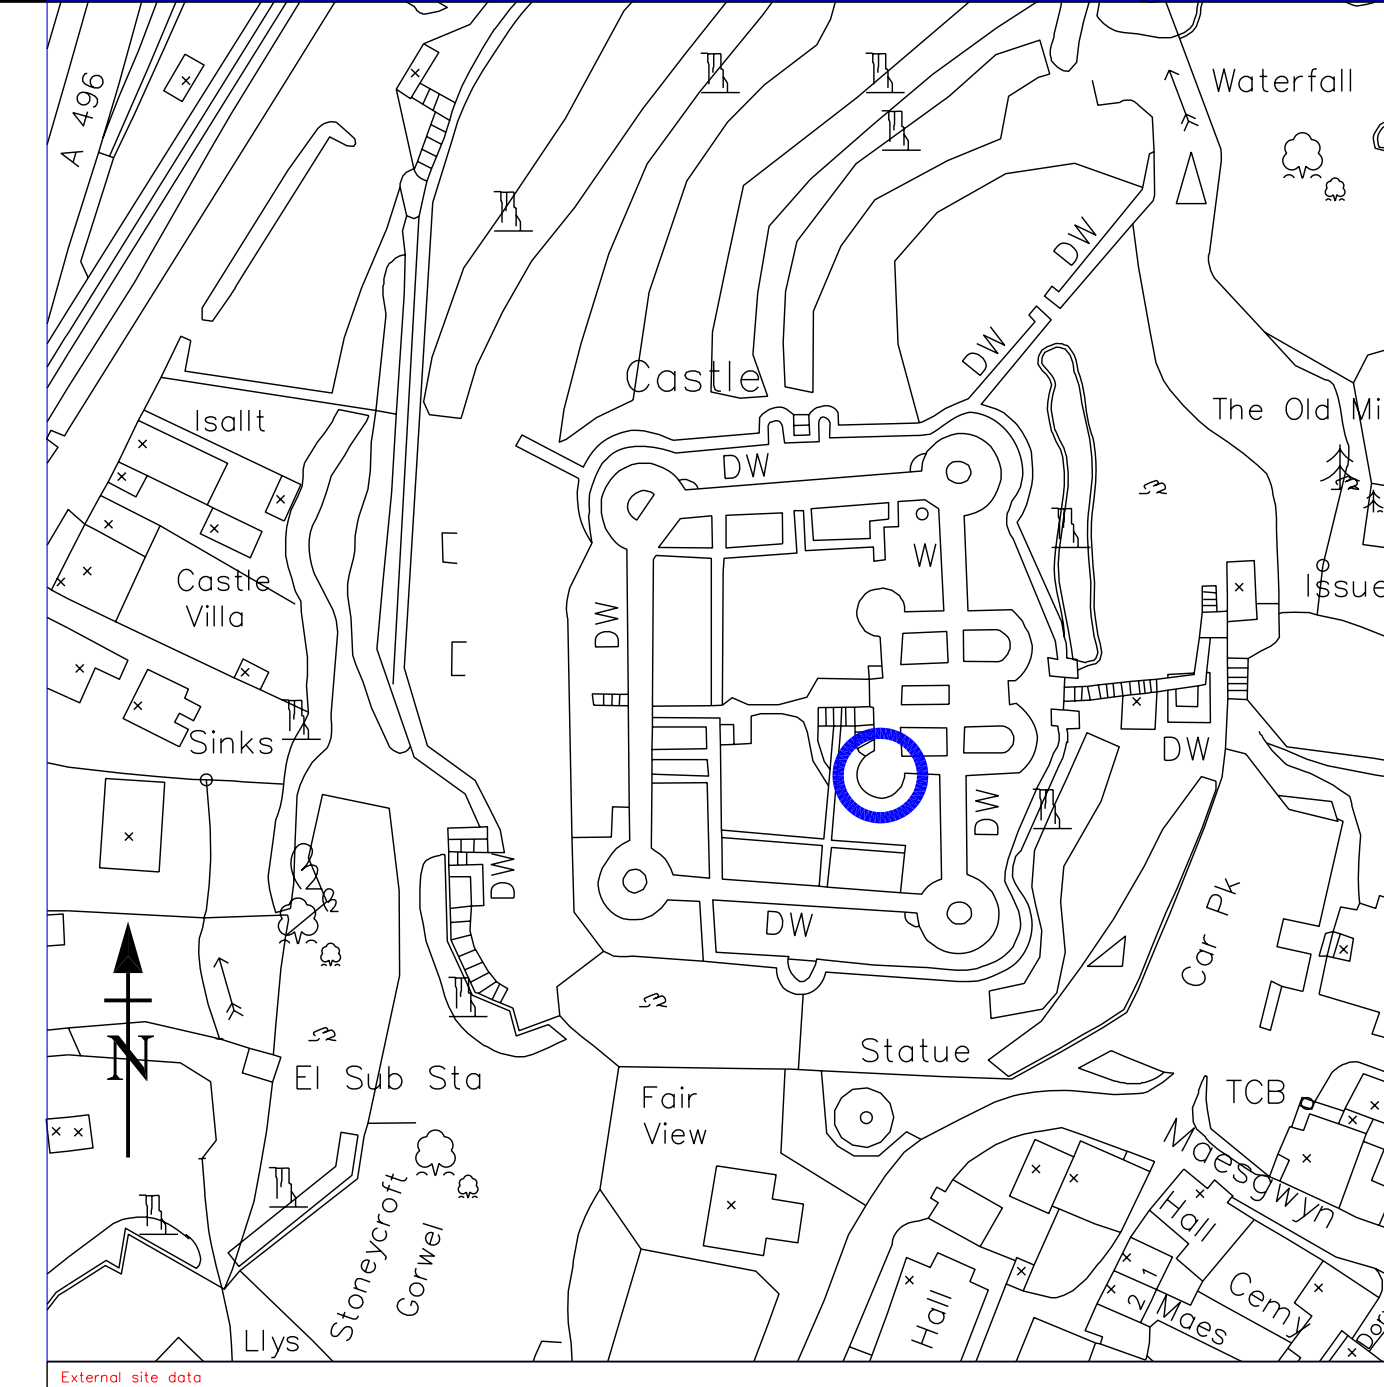 A 496
Waterfall
DW
DW
Castle
The Old Mi
Isallt
DW
W
Castle
Villa
Issue
DW
Sinks
DW
DW
DW
DW
Car Pk
N
Statue
El Sub Sta
Fair
View
TCB
Maesgwyn
Stoneycroft
Gorwel
Hall
Hall
1
2
Cemy
Maes
Llys
External site data